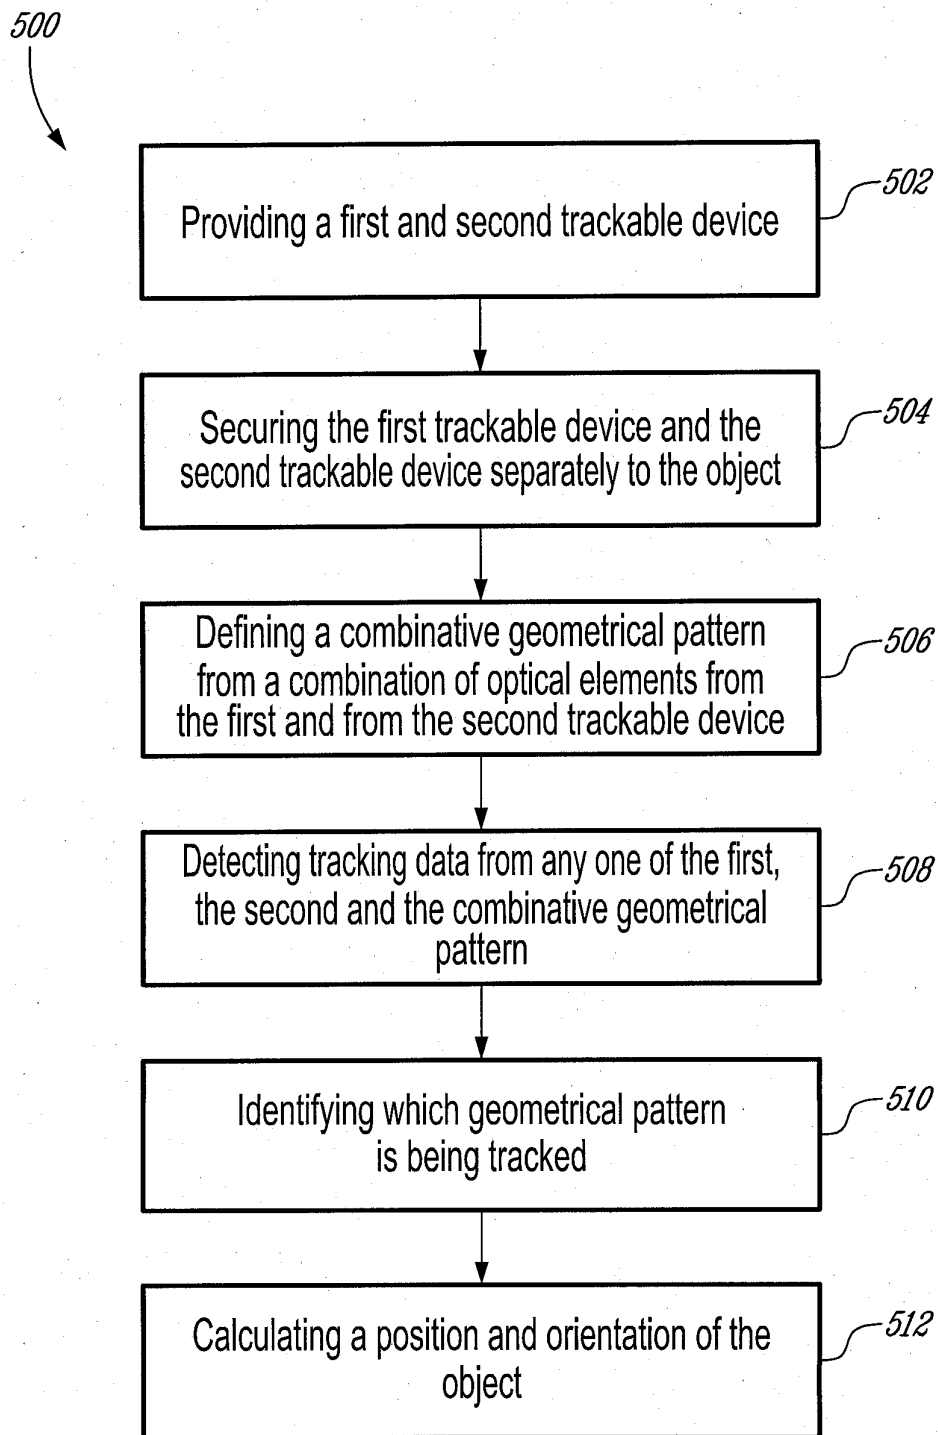 500
Providing a first and second trackable device
502
Securing the first trackable device and the
second trackable device separately to the object
504
Defining a combinative geometrical pattern
from a combination of optical elements from
the first and from the second trackable device
506
Detecting tracking data from any one of the first,
the second and the combinative geometrical
pattern
508
Identifying which geometrical pattern
is being tracked
510
Calculating a position and orientation of the
object
512